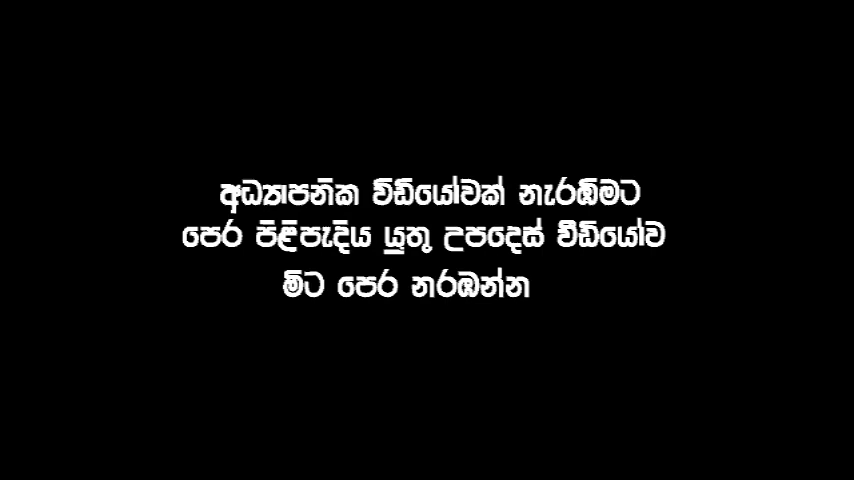 අධ්‍යාපනික වීඩියෝවක් නැරඹීමට
පෙර පිළිපැදිය යුතු උපදෙස් වීඩියෝව
මීට පෙර නරඹන්න